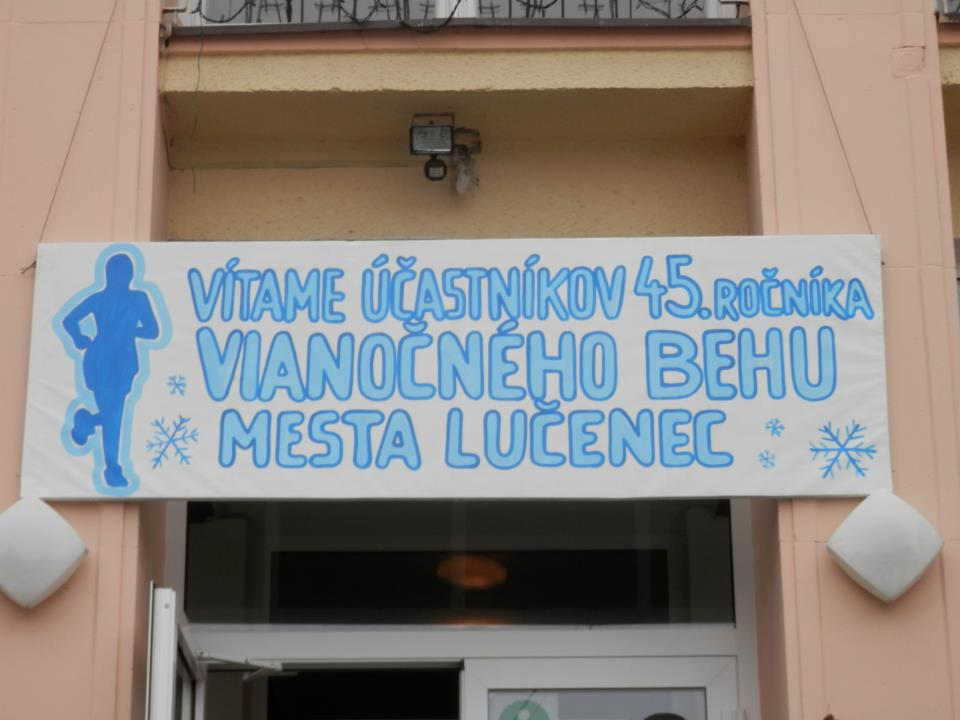 VÍTAME ÚČASTNÍKOV 45. ROČNÍKA
VIANOČNÉHO BEHU
MESTA LUČENEC